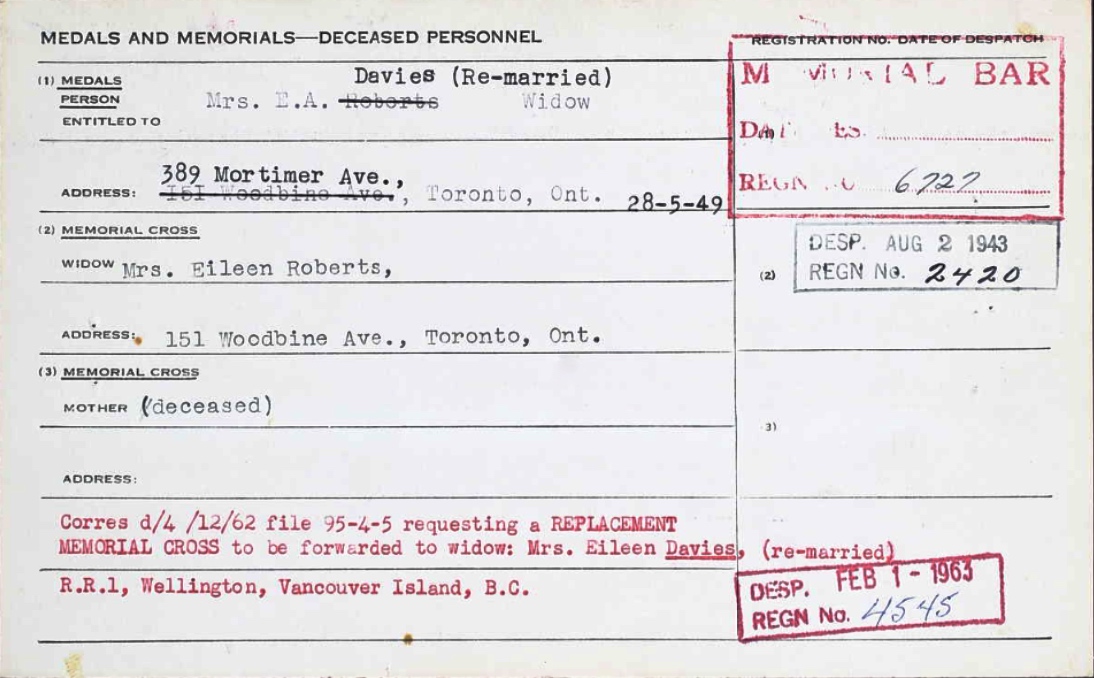 MEDALS AND MEMORIALS—DECEASED PERSONNEL
REGISTRATION NO. DATE OF DESPATCH
(1) MEDALS
PERSON
ENTITLED TO
Davies (Re-married)
Mrs. E.A. Roberts Widow
BAR
6727
ADDRESS:
389 Mortimer Ave.,
151 Woodbine Ave., Toronto, Ont. 28-5-49
(2) MEMORIAL CROSS
WIDOW Mrs. Eileen Roberts,
(2)
DESP. AUG 2 1943
REGN No. 2420
ADDRESS: 151 Woodbine Ave., Toronto, Ont.
(3) MEMORIAL CROSS
MOTHER (deceased)
3)
ADDRESS:
Corres d/4 /12/62 file 95-4-5 requesting a REPLACEMENT
MEMORIAL CROSS to be forwarded to widow: Mrs. Eileen Davies, (re-married)
R.R.1, Wellington, Vancouver Island, B.C.
DESP. FEB 1 - 1963
REGN No. 4545